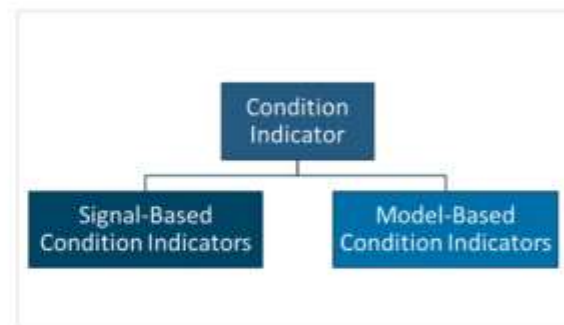 Condition
Indicator
Signal-Based
Condition Indicators
Model-Based
Condition Indicators